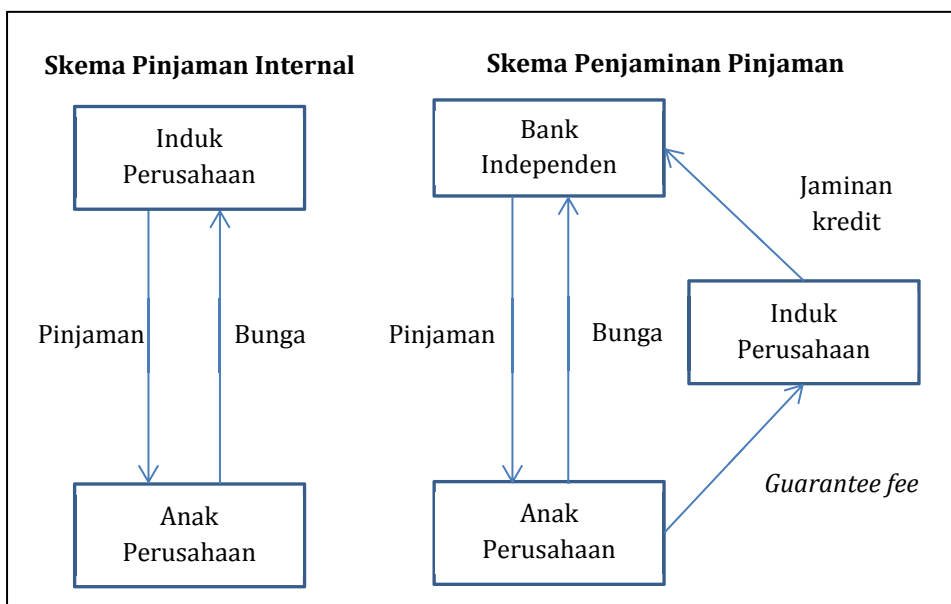 Skema Pinjaman Internal
Induk
Perusahaan
Pinjaman
Bunga
Anak
Perusahaan
Skema Penjaminan Pinjaman
Bank
Independen
Jaminan
kredit
Pinjaman
Bunga
Induk
Perusahaan
Guarantee fee
Anak
Perusahaan